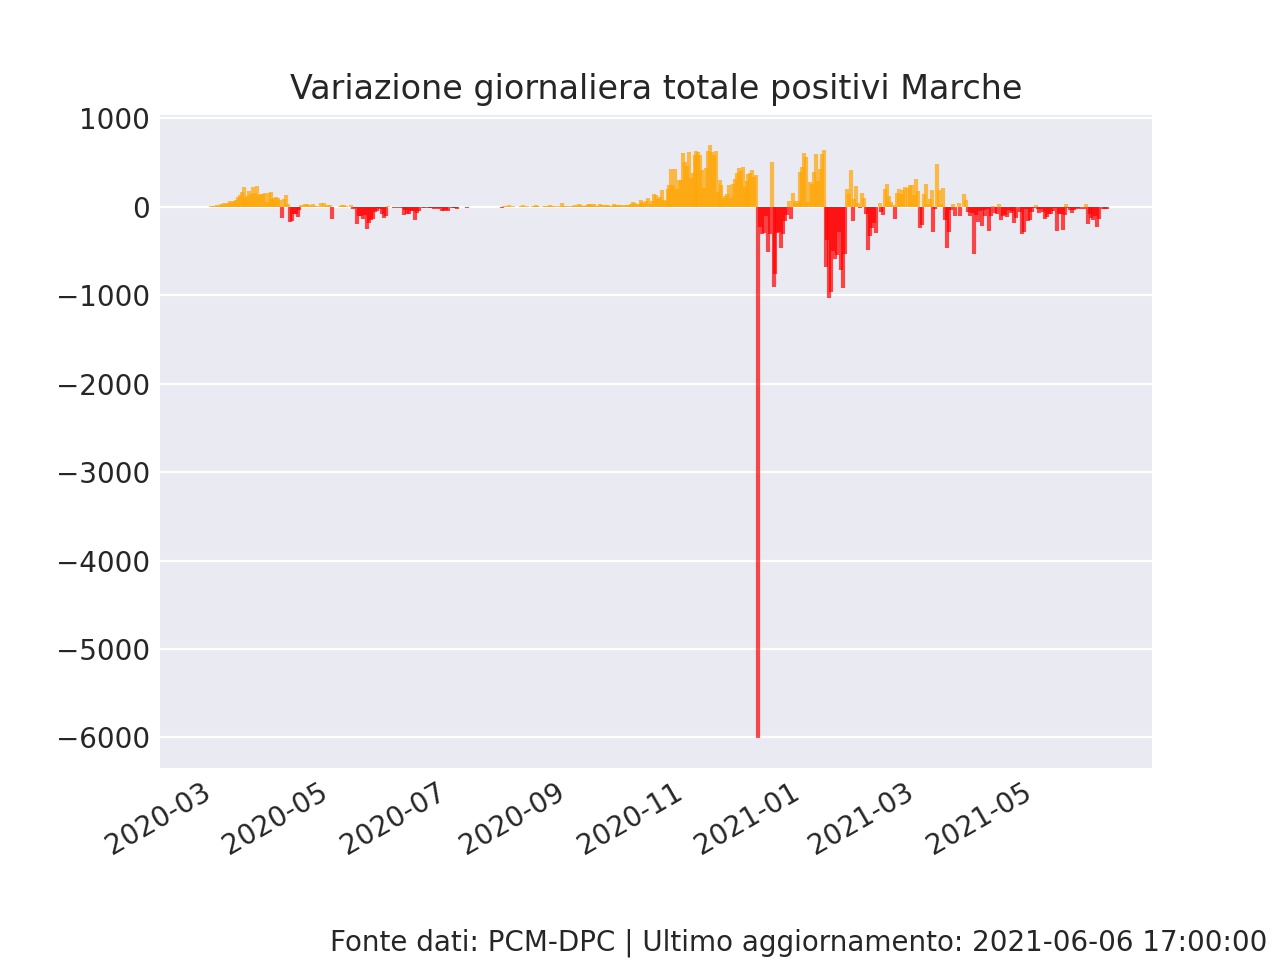 Variazione giornaliera totale positivi Marche
1000
0
−1000
−2000
−3000
−4000
−5000
−6000
2020-03 2020-05 2020-07 2020-09 2020-11 2021-01 2021-03 2021-05
Fonte dati: PCM-DPC | Ultimo aggiornamento: 2021-06-06 17:00:00